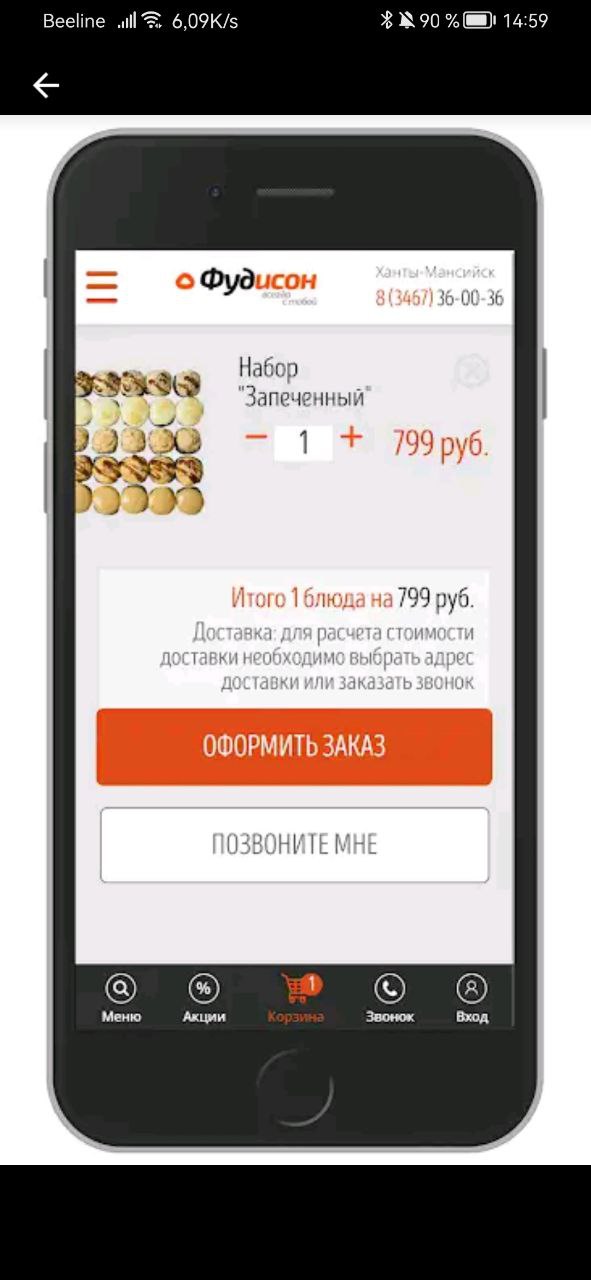 Beeline 6,09K/s 90 % 14:59
Фудисон
всегда
с тобой
Ханты-Мансийск
8 (3467) 36-00-36
Набор
"Запеченный"
1
799 руб.
Итого 1 блюда на 799 руб.
Доставка: для расчета стоимости
доставки необходимо выбрать адрес
доставки или заказать звонок
ОФОРМИТЬ ЗАКАЗ
ПОЗВОНИТЕ МНЕ
1
Меню Акции Корзина Звонок Вход